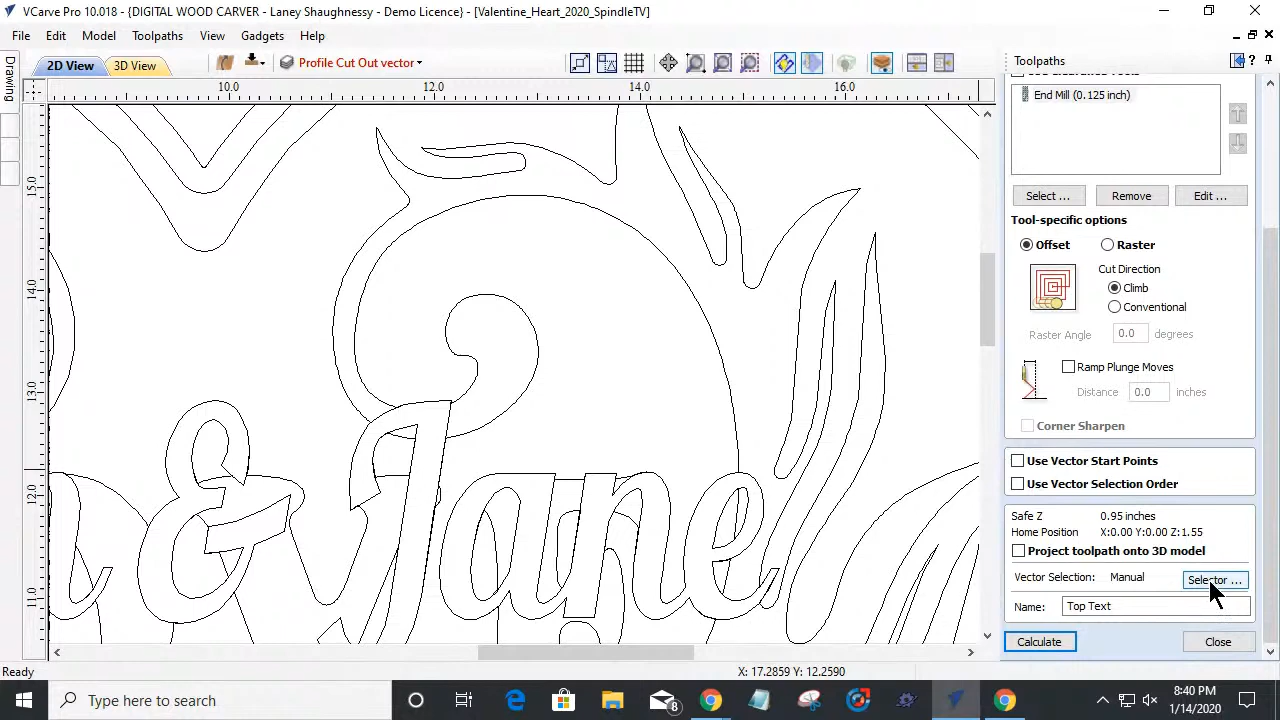 VCarve Pro 10.018 - {DIGITAL WOOD CARVER - Laney Shaughnessy - Demo Licence} - [Valentine_Heart_2020_SpindleTV]
File Edit Model Toolpaths View Gadgets Help
Drawing
2D View 3D View Profile Cut Out vector
10.0 12.0 14.0 16.0
15.0
14.0
13.0
12.0
11.0
& Jane
Toolpaths
End Mill (0.125 inch)
Select ... Remove Edit ...
Tool-specific options
Offset Raster
Cut Direction
Climb
Conventional
Raster Angle 0.0 degrees
Ramp Plunge Moves
Distance 0.0 inches
Corner Sharpen
Use Vector Start Points
Use Vector Selection Order
Safe Z 0.95 inches
Home Position X:0.00 Y:0.00 Z:1.55
Project toolpath onto 3D model
Vector Selection: Manual Selector ...
Name: Top Text
Calculate Close
Ready X: 17.2859 Y: 12.2590
Type here to search
8
8:40 PM
1/14/2020